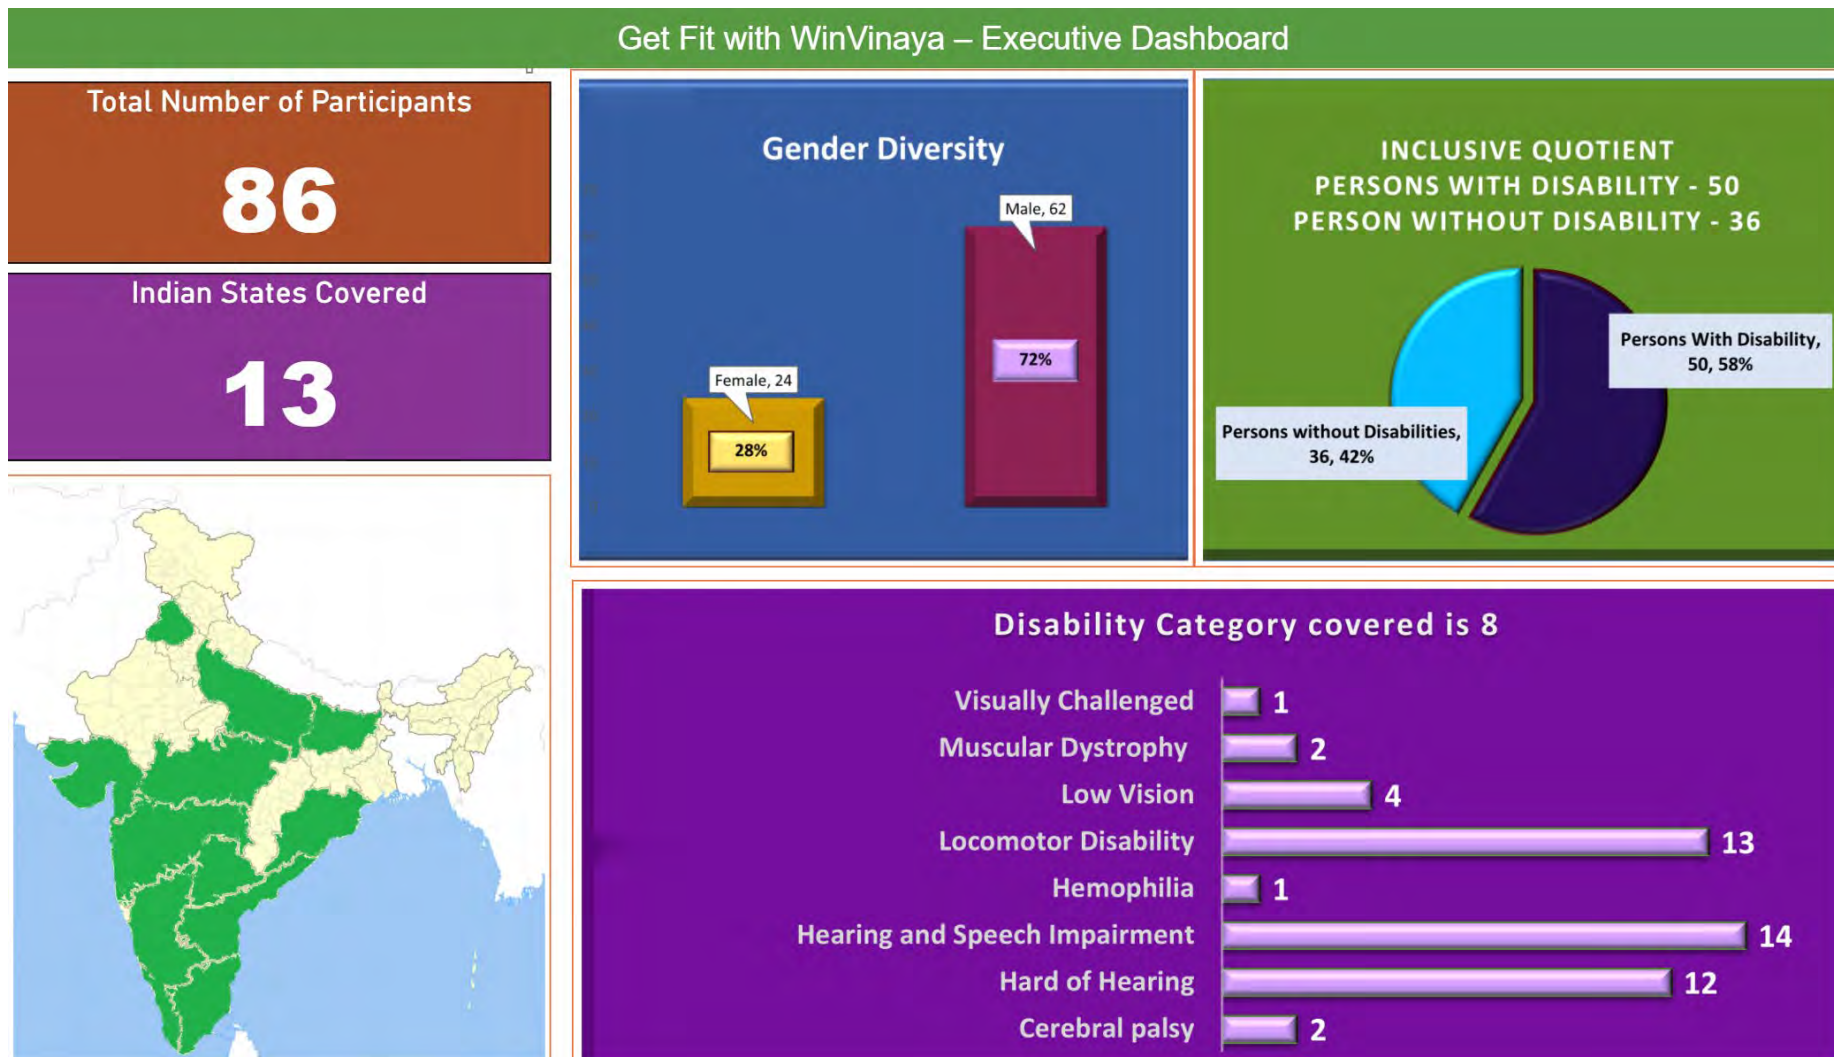 Get Fit with WinVinaya – Executive Dashboard
Total Number of Participants
86
Indian States Covered
13
Gender Diversity
Male, 62
72%
Female, 24
28%
INCLUSIVE QUOTIENT
PERSONS WITH DISABILITY - 50
PERSON WITHOUT DISABILITY - 36
Persons With Disability,
50, 58%
Persons without Disabilities,
36, 42%
Disability Category covered is 8
Visually Challenged 1
Muscular Dystrophy 2
Low Vision 4
Locomotor Disability 13
Hemophilia 1
Hearing and Speech Impairment 14
Hard of Hearing 12
Cerebral palsy 2